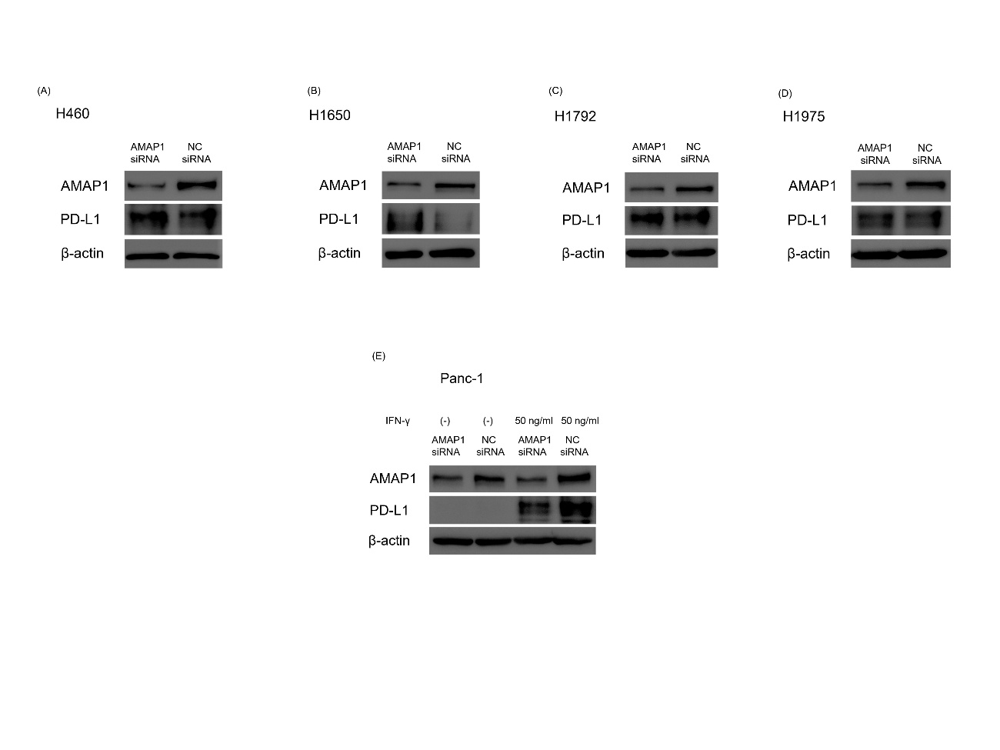 (A)
H460
AMAP1 NC
siRNA siRNA
AMAP1
PD-L1
β-actin
(B)
H1650
AMAP1 NC
siRNA siRNA
AMAP1
PD-L1
β-actin
(C)
H1792
AMAP1 NC
siRNA siRNA
AMAP1
PD-L1
β-actin
(D)
H1975
AMAP1 NC
siRNA siRNA
AMAP1
PD-L1
β-actin
(E)
Panc-1
IFN-γ (-) (-) 50 ng/ml 50 ng/ml
AMAP1 NC AMAP1 NC
siRNA siRNA siRNA siRNA
AMAP1
PD-L1
β-actin